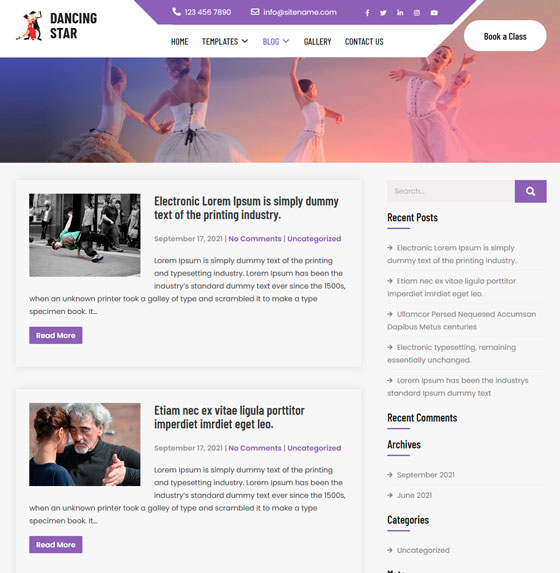 DANCING
STAR
123 456 7890
info@sitename.com
HOME TEMPLATES BLOG GALLERY CONTACT US
Book a Class
Electronic Lorem Ipsum is simply dummy
text of the printing industry.
September 17, 2021 | No Comments | Uncategorized
Lorem Ipsum is simply dummy text of the printing
and typesetting industry. Lorem Ipsum has been the
industry's standard dummy text ever since the 1500s,
when an unknown printer took a galley of type and scrambled it to make a type
specimen book. It...
Read More
Etiam nec ex vitae ligula porttitor
imperdiet imrdiet eget leo.
September 17, 2021 | No Comments | Uncategorized
Lorem Ipsum is simply dummy text of the printing
and typesetting industry. Lorem Ipsum has been the
industry's standard dummy text ever since the 1500s,
when an unknown printer took a galley of type and scrambled it to make a type
specimen book. It...
Read More
Search...
Recent Posts
Electronic Lorem Ipsum is simply
dummy text of the printing industry.
Etiam nec ex vitae ligula porttitor
imperdiet imrdiet eget leo.
Ullamcor Persed Nequesed Accumsan
Dapibus Metus centuries
Electronic typesetting, remaining
essentially unchanged.
Lorem Ipsum has been the industrys
standard Ipsum dummy text
Recent Comments
Archives
September 2021
June 2021
Categories
Uncategorized